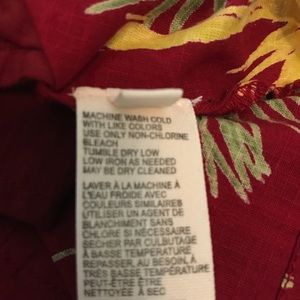 MACHINE WASH COLD
WITH LIKE COLORS
USE ONLY NON-CHLORINE
BLEACH
TUMBLE DRY LOW
LOW IRON AS NEEDED
MAY BE DRY CLEANED
LAVER À LA MACHINE À
L'EAU FROIDE AVEC
COULEURS SIMILAIRES
UTILISER UN AGENT DE
BLANCHIMENT SANS
CHLORE SI NÉCESSAIRE
SÉCHER PAR CULBUTAGE
À BASSE TEMPÉRATURE
REPASSER, AU BESOIN, À
TRÈS BASSE TEMPÉRATURE
PEUT-ÊTRE ÊTRE
NETTOYÉE À SEC